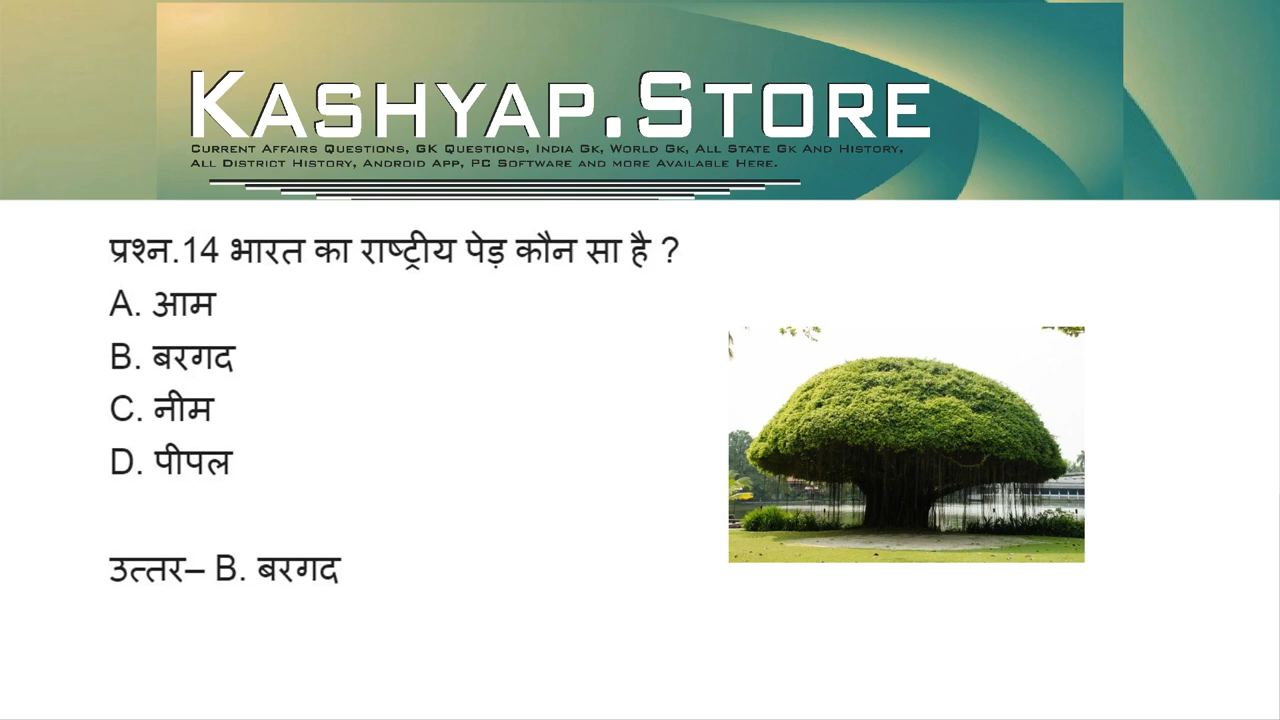 KASHYAP.STORE
CURRENT AFFAIRS QUESTIONS, GK QUESTIONS, INDIA GK, WORLD GK, ALL STATE GK AND HISTORY,
ALL DISTRICT HISTORY, ANDROID APP, PC SOFTWARE AND MORE AVAILABLE HERE.
प्रश्न.14 भारत का राष्ट्रीय पेड़ कौन सा है ?
A. आम
B. बरगद
C. नीम
D. पीपल
उत्तर– B. बरगद